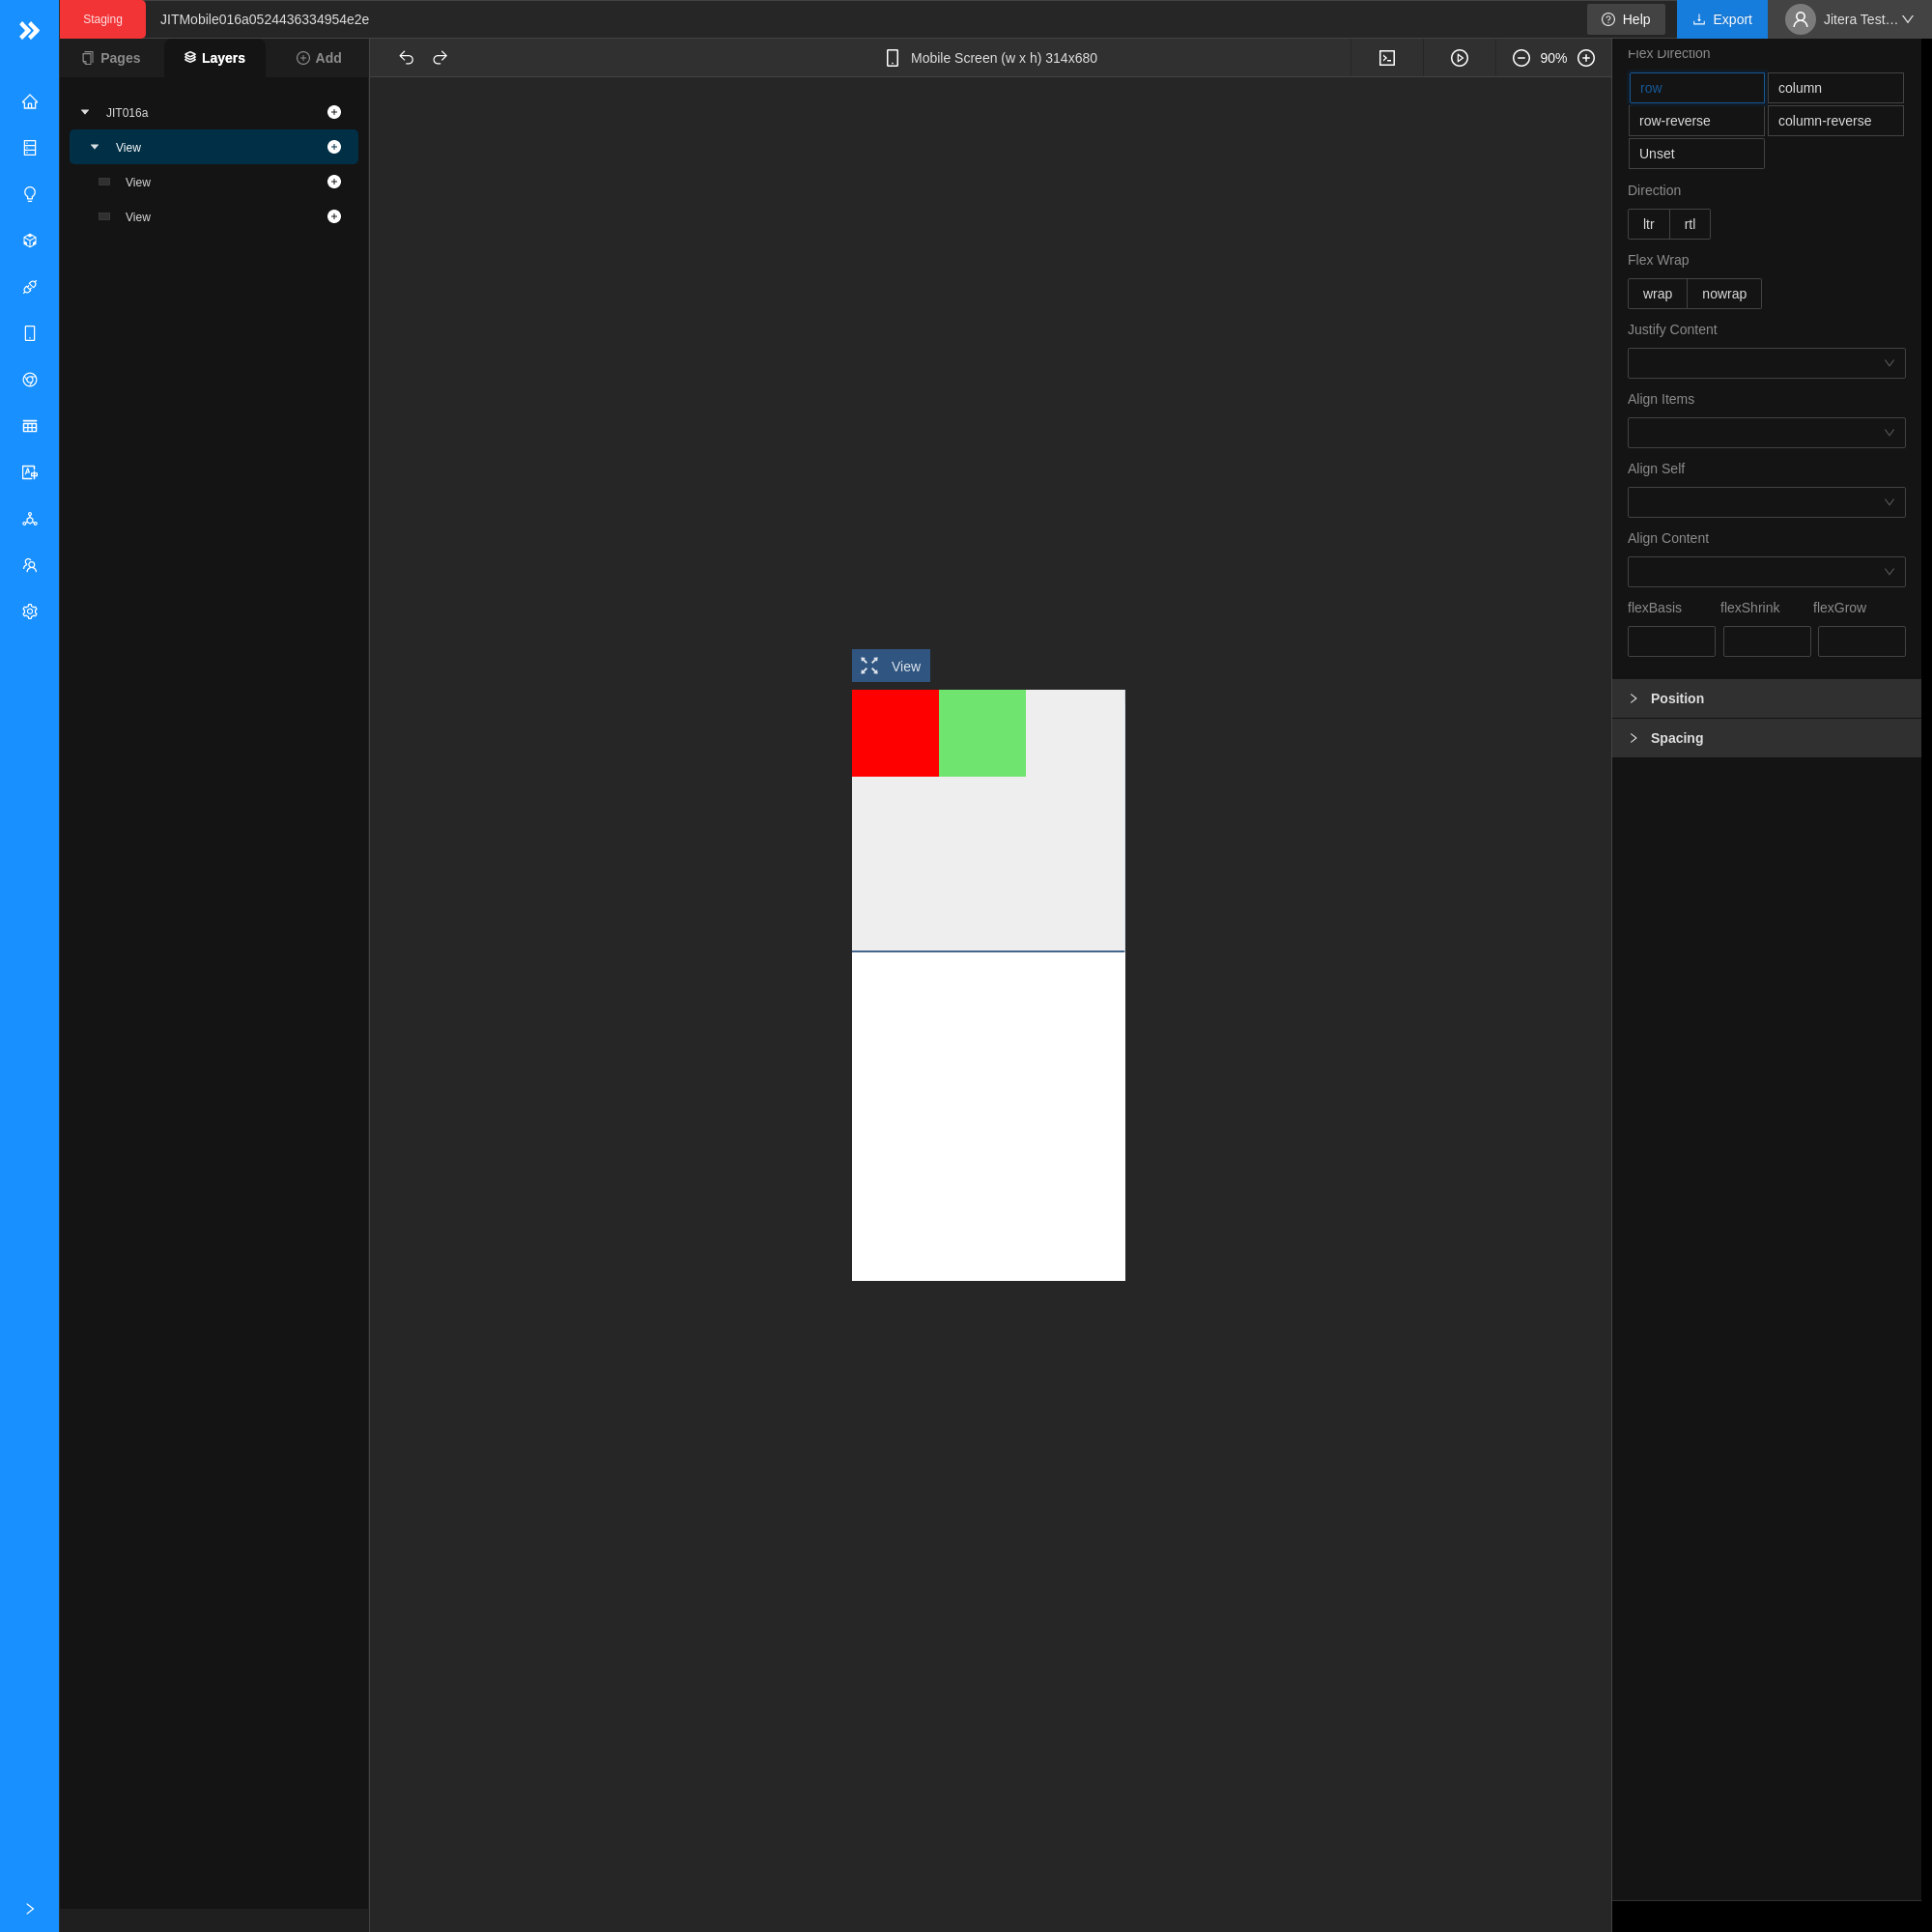 Staging
JITMobile016a0524436334954e2e
Help
Export
Jitera Test…
Pages
Layers
Add
Mobile Screen (w x h) 314x680
90%
JIT016a
View
View
View
View
Flex Direction
row
column
row-reverse
column-reverse
Unset
Direction
ltr
rtl
Flex Wrap
wrap
nowrap
Justify Content
Align Items
Align Self
Align Content
flexBasis
flexShrink
flexGrow
Position
Spacing